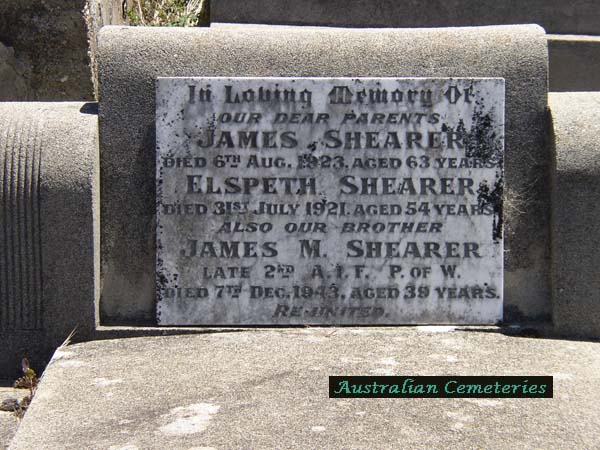 In Loving Memory Of
OUR DEAR PARENTS
JAMES SHEARER
DIED 6TH AUG. 1923. AGED 63 YEARS.
ELSPETH SHEARER
DIED 31ST JULY 1921. AGED 54 YEARS.
ALSO OUR BROTHER
JAMES M. SHEARER
LATE 2ND A.I.F. P. OF W.
DIED 7TH DEC. 1943. AGED 39 YEARS.
RE-UNITED.
Australian Cemeteries